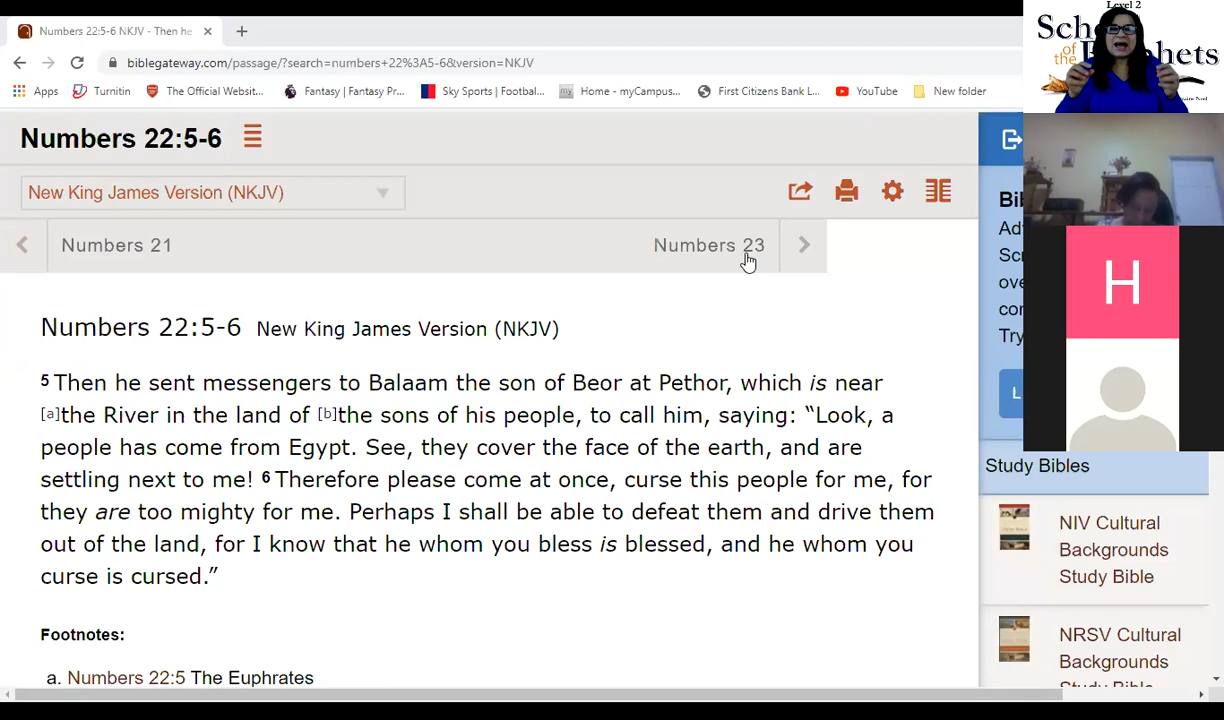 Numbers 22:5-6 NKJV - Then he
biblegateway.com/passage/?search=numbers+22%3A5-6&version=NKJV
Apps Turnitin The Official Websit... Fantasy | Fantasy Pr... Sky Sports | Footbal... my Home - myCampus... First Citizens Bank L... YouTube New folder
Level 2
of the
Numbers 22:5-6
New King James Version (NKJV)
Numbers 21
Numbers 23
Numbers 22:5-6 New King James Version (NKJV)
5 Then he sent messengers to Balaam the son of Beor at Pethor, which is near
[a]the River in the land of [b]the sons of his people, to call him, saying: “Look, a
people has come from Egypt. See, they cover the face of the earth, and are
settling next to me! 6 Therefore please come at once, curse this people for me, for
they are too mighty for me. Perhaps I shall be able to defeat them and drive them
out of the land, for I know that he whom you bless is blessed, and he whom you
curse is cursed.”
Footnotes:
a. Numbers 22:5 The Euphrates
H
Study Bibles
NIV Cultural
Backgrounds
Study Bible
NRSV Cultural
Backgrounds